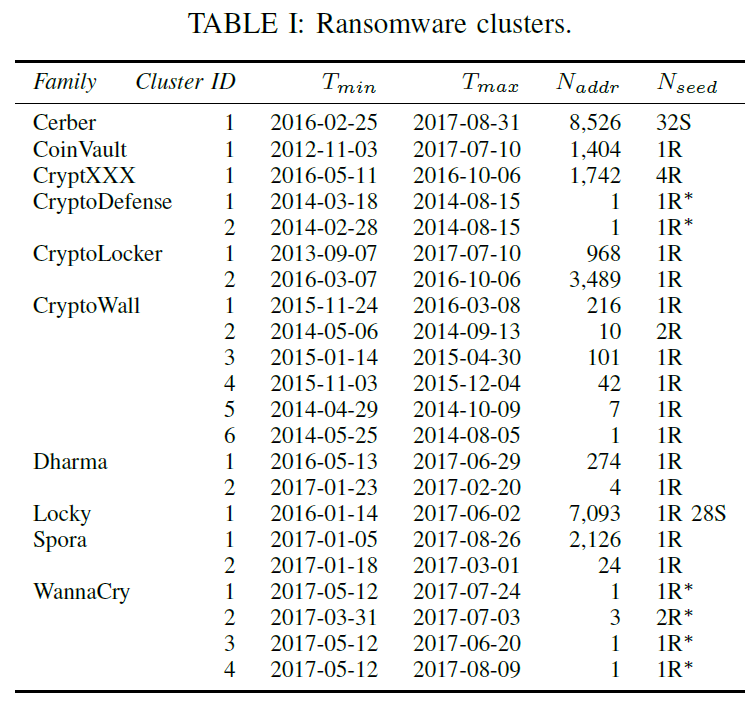 TABLE I: Ransomware clusters.
Family Cluster ID Tmin Tmax Naddr Nseed
Cerber 1 2016-02-25 2017-08-31 8,526 32S
CoinVault 1 2012-11-03 2017-07-10 1,404 1R
CryptXXX 1 2016-05-11 2016-10-06 1,742 4R
CryptoDefense 1 2014-03-18 2014-08-15 1 1R*
2 2014-02-28 2014-08-15 1 1R*
CryptoLocker 1 2013-09-07 2017-07-10 968 1R
2 2016-03-07 2016-10-06 3,489 1R
CryptoWall 1 2015-11-24 2016-03-08 216 1R
2 2014-05-06 2014-09-13 10 2R
3 2015-01-14 2015-04-30 101 1R
4 2015-11-03 2015-12-04 42 1R
5 2014-04-29 2014-10-09 7 1R
6 2014-05-25 2014-08-05 1 1R
Dharma 1 2016-05-13 2017-06-29 274 1R
2 2017-01-23 2017-02-20 4 1R
Locky 1 2016-01-14 2017-06-02 7,093 1R 28S
Spora 1 2017-01-05 2017-08-26 2,126 1R
2 2017-01-18 2017-03-01 24 1R
WannaCry 1 2017-05-12 2017-07-24 1 1R*
2 2017-03-31 2017-07-03 3 2R*
3 2017-05-12 2017-06-20 1 1R*
4 2017-05-12 2017-08-09 1 1R*